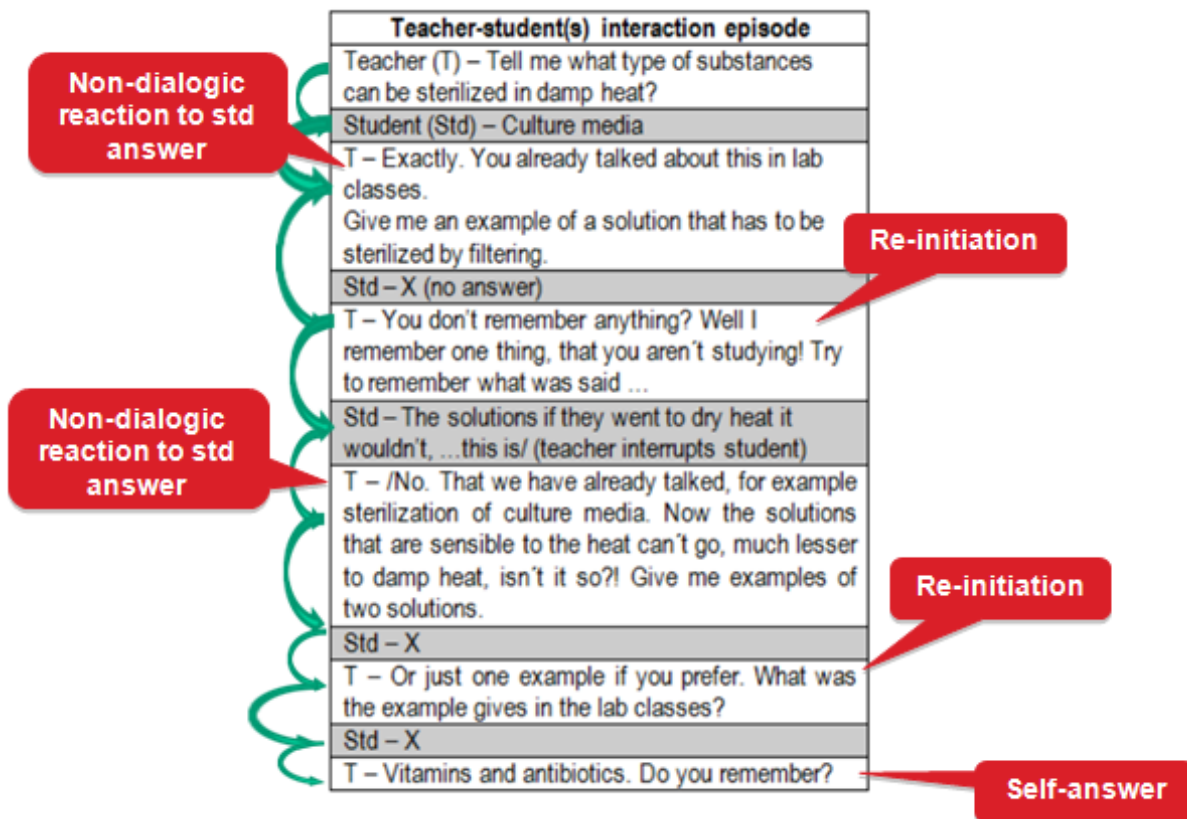 Teacher-student(s) interaction episode
Teacher (T) – Tell me what type of substances
can be sterilized in damp heat?
Non-dialogic
reaction to std
answer
Student (Std) – Culture media
T – Exactly. You already talked about this in lab
classes.
Give me an example of a solution that has to be
sterilized by filtering.
Re-initiation
Std – X (no answer)
T – You don't remember anything? Well I
remember one thing, that you aren´t studying! Try
to remember what was said …
Non-dialogic
reaction to std
answer
Std – The solutions if they went to dry heat it
wouldn't, …this is/ (teacher interrupts student)
T – /No. That we have already talked, for example
sterilization of culture media. Now the solutions
that are sensible to the heat can´t go, much lesser
to damp heat, isn´t it so?! Give me examples of
two solutions.
Re-initiation
Std – X
T – Or just one example if you prefer. What was
the example gives in the lab classes?
Std – X
T – Vitamins and antibiotics. Do you remember?
Self-answer